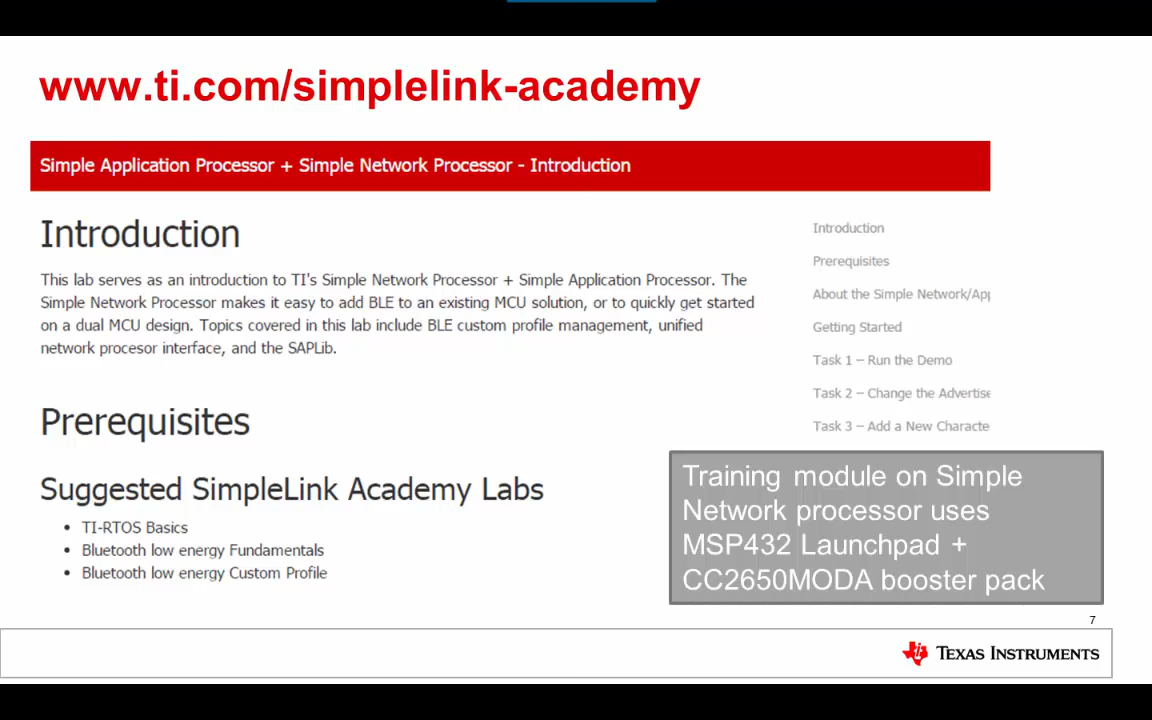 www.ti.com/simplelink-academy
Simple Application Processor + Simple Network Processor - Introduction
Introduction
This lab serves as an introduction to TI's Simple Network Processor + Simple Application Processor. The
Simple Network Processor makes it easy to add BLE to an existing MCU solution, or to quickly get started
on a dual MCU design. Topics covered in this lab include BLE custom profile management, unified
network procesor interface, and the SAPLib.
Prerequisites
Suggested SimpleLink Academy Labs
• TI-RTOS Basics
• Bluetooth low energy Fundamentals
• Bluetooth low energy Custom Profile
Introduction
Prerequisites
About the Simple Network/App
Getting Started
Task 1 – Run the Demo
Task 2 – Change the Advertise
Task 3 – Add a New Characte
Training module on Simple
Network processor uses
MSP432 Launchpad +
CC2650MODA booster pack
7
TEXAS INSTRUMENTS